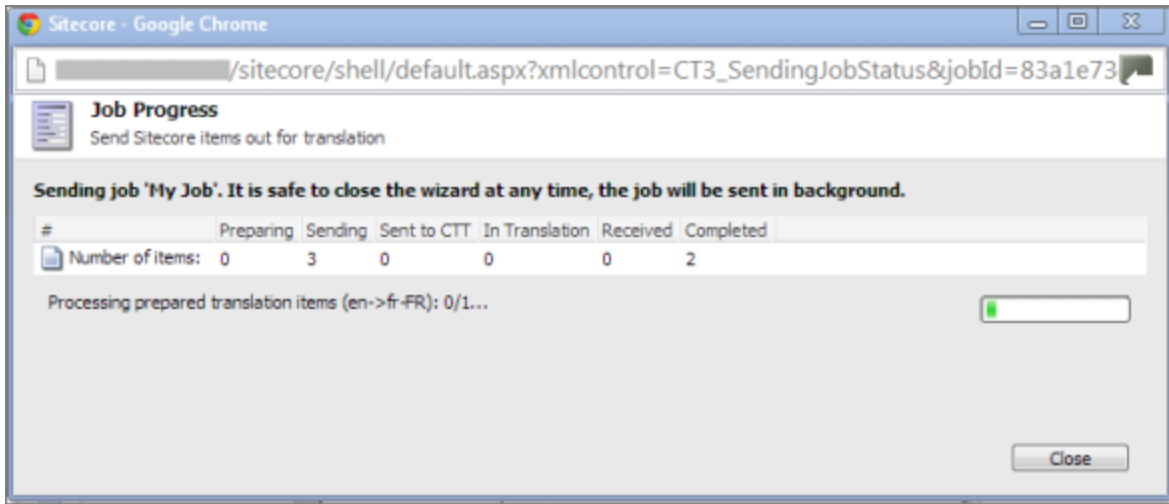 Sitecore - Google Chrome
/sitecore/shell/default.aspx?xmlcontrol=CT3_SendingJobStatus&jobId=83a1e73
Job Progress
Send Sitecore items out for translation
Sending job 'My Job'. It is safe to close the wizard at any time, the job will be sent in background.
# Preparing Sending Sent to CTT In Translation Received Completed
Number of items: 0 3 0 0 0 2
Processing prepared translation items (en->fr-FR): 0/1...
Close